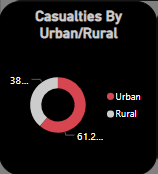 Casualties By
Urban/Rural
38...
Urban
Rural
61.2...